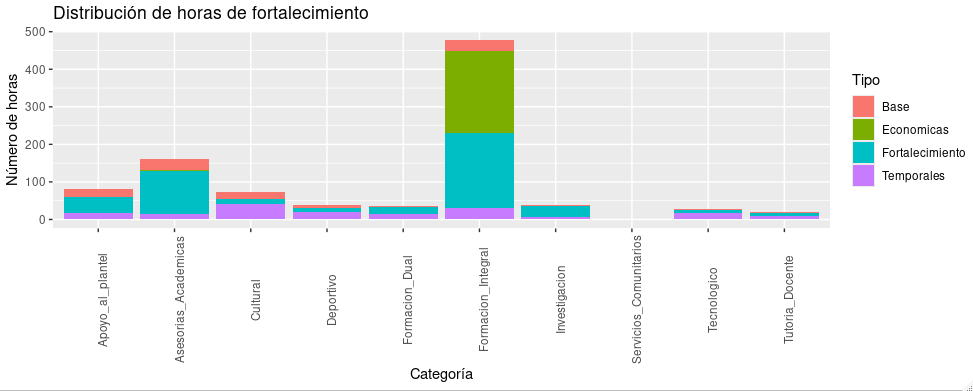 Distribución de horas de fortalecimiento
Número de horas
500
400
300
200
100
0
Apoyo_al_plantel
Asesorias_Academicas
Cultural
Deportivo
Formacion_Dual
Formacion_Integral
Investigacion
Servicios_Comunitarios
Tecnologico
Tutoria_Docente
Categoría
Tipo
Base
Economicas
Fortalecimiento
Temporales